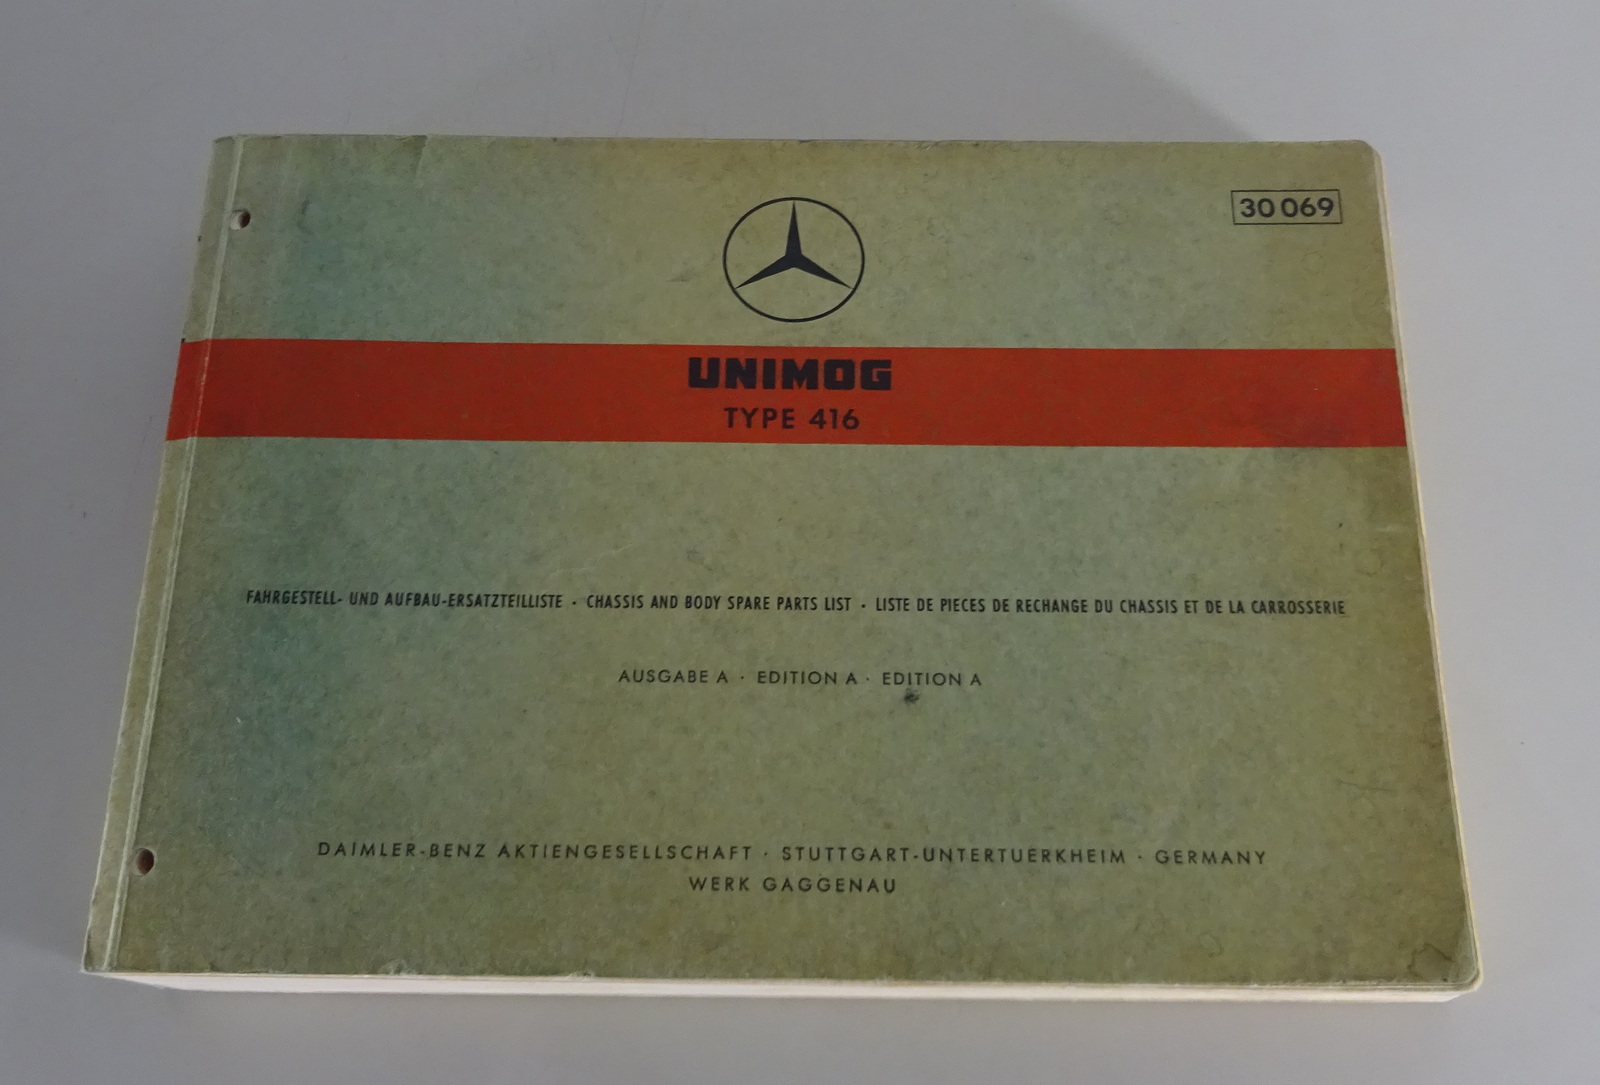 30 069
UNIMOG
TYPE 416
FAHRGESTELL- UND AUFBAU-ERSATZTEILLISTE · CHASSIS AND BODY SPARE PARTS LIST · LISTE DE PIECES DE RECHANGE DU CHASSIS ET DE LA CARROSSERIE
AUSGABE A · EDITION A · EDITION A
DAIMLER-BENZ AKTIENGESELLSCHAFT · STUTTGART-UNTERTUERKHEIM · GERMANY
WERK GAGGENAU